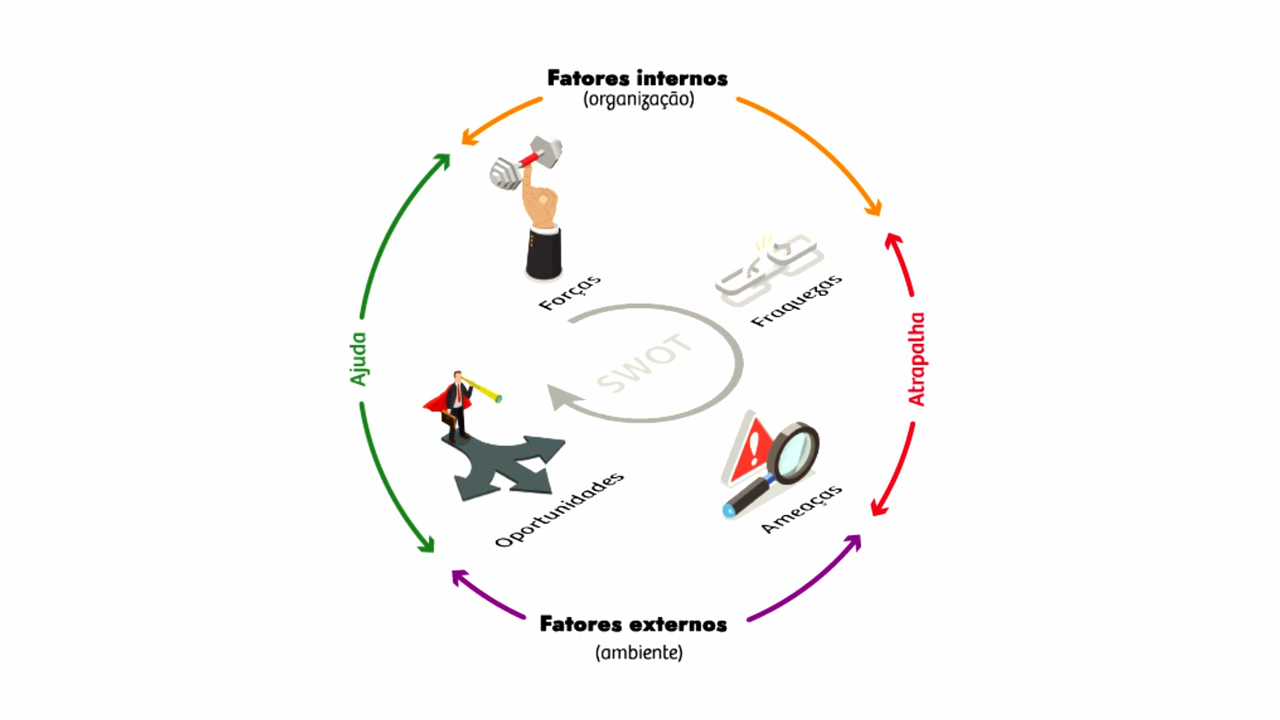 Fatores internos
(organização)
Forças
Fraquezas
Ajuda
SWOT
Atrapalha
Oportunidades
Ameaças
Fatores externos
(ambiente)